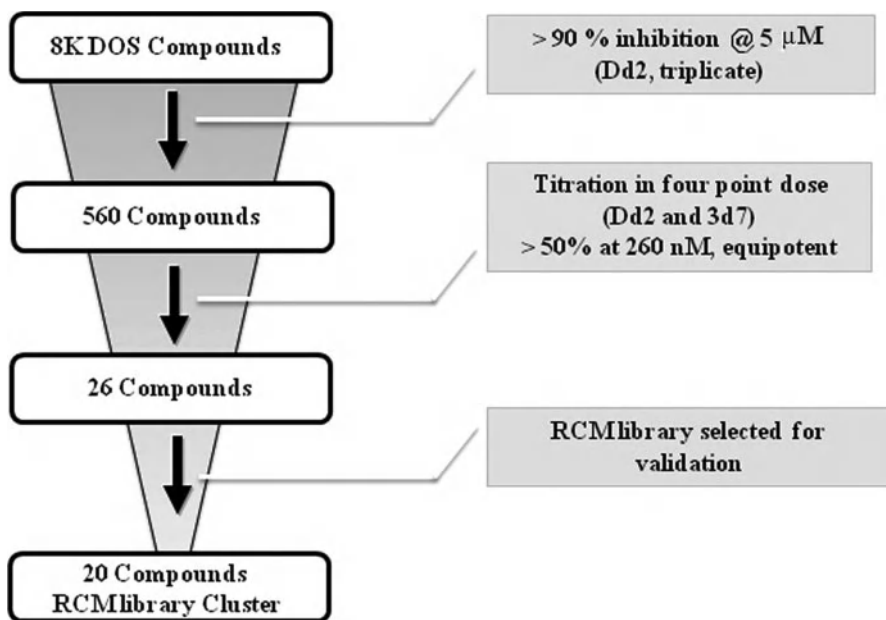 8K DOS Compounds
>90 % inhibition @ 5 μM
(Dd2, triplicate)
560 Compounds
Titration in four point dose
(Dd2 and 3d7)
>50% at 260 nM, equipotent
26 Compounds
RCMlibrary selected for
validation
20 Compounds
RCMlibrary Cluster